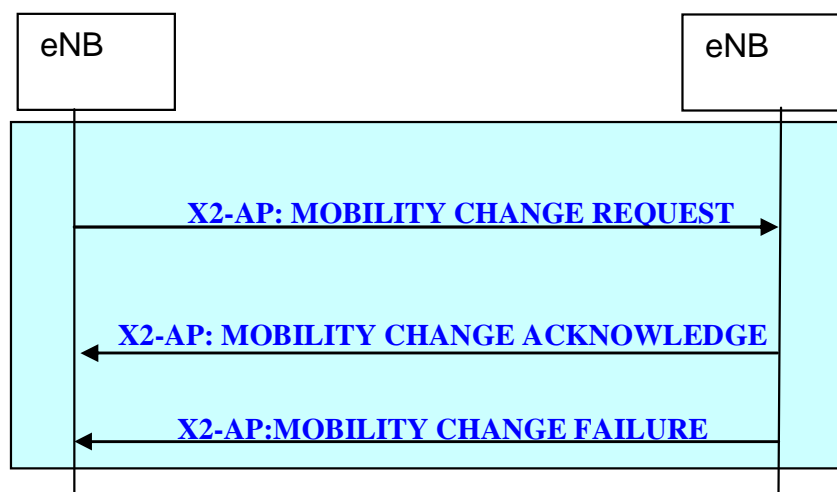 eNB
eNB
X2-AP: MOBILITY CHANGE REQUEST
X2-AP: MOBILITY CHANGE ACKNOWLEDGE
X2-AP:MOBILITY CHANGE FAILURE